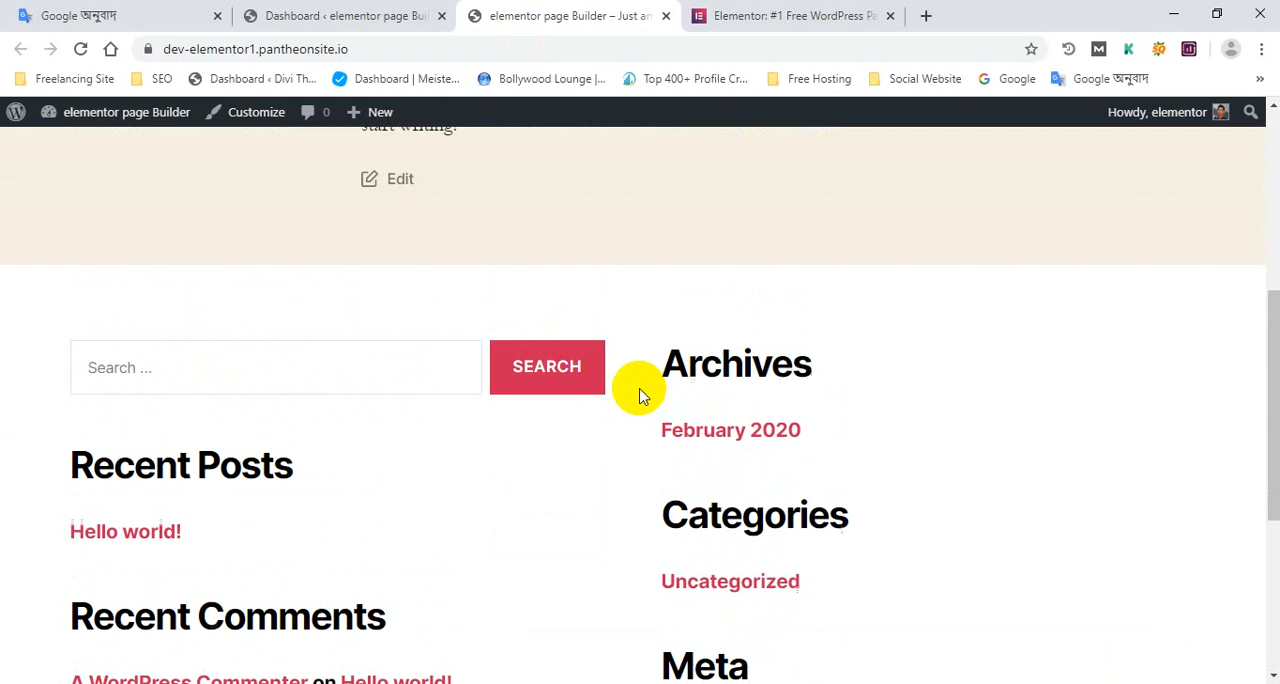 Google অনুবাদ
Dashboard ‹ elementor page Buil
elementor page Builder – Just an
Elementor: #1 Free WordPress Pa
dev-elementor1.pantheonsite.io
Freelancing Site
SEO
Dashboard ‹ Divi Th...
Dashboard | Meiste...
Bollywood Lounge |...
Top 400+ Profile Cr...
Free Hosting
Social Website
Google
Google অনুবাদ
»
elementor page Builder
Customize
0
New
Howdy, elementor
start writing!
Edit
Search ...
SEARCH
Archives
February 2020
Recent Posts
Categories
Hello world!
Uncategorized
Recent Comments
Meta
A WordPress Commenter on Hello world!